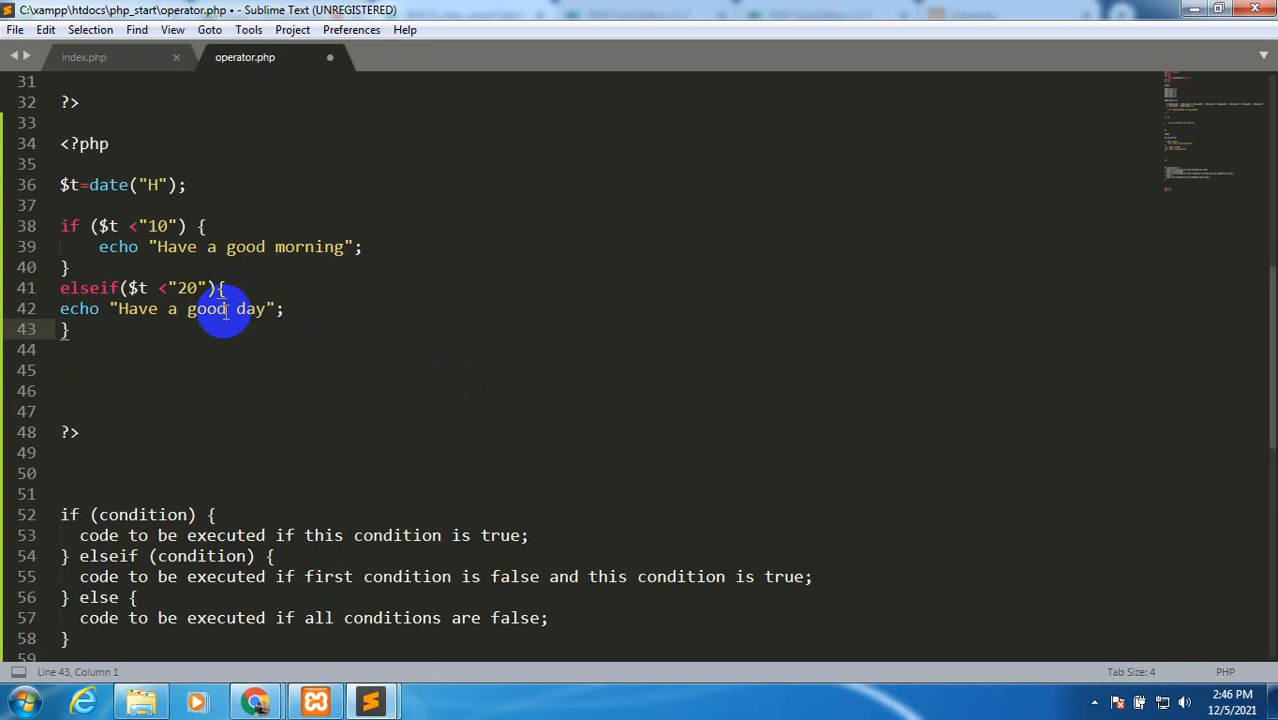 C:\xampp\htdocs\php_start\operator.php • - Sublime Text (UNREGISTERED)
File Edit Selection Find View Goto Tools Project Preferences Help
index.php operator.php
31
32 ?>
33
34 <?php
35
36 $t=date("H");
37
38 if ($t <"10") {
39 echo "Have a good morning";
40 }
41 elseif($t <"20"){
42 echo "Have a good day";
43 }
44
45
46
47
48 ?>
49
50
51
52 if (condition) {
53 code to be executed if this condition is true;
54 } elseif (condition) {
55 code to be executed if first condition is false and this condition is true;
56 } else {
57 code to be executed if all conditions are false;
58 }
59
Line 43, Column 1 Tab Size: 4 PHP
2:46 PM
12/5/2021